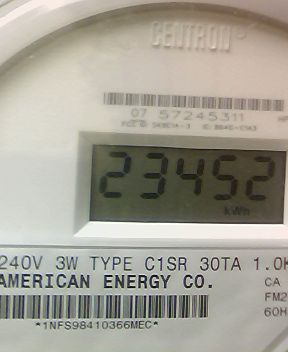 CENTRON®
07 57245311
23452
kWh
240V 3W TYPE C1SR 30TA 1.0K
CA
AMERICAN ENERGY CO.
FM2
60H
*1NFS98410366MEC*